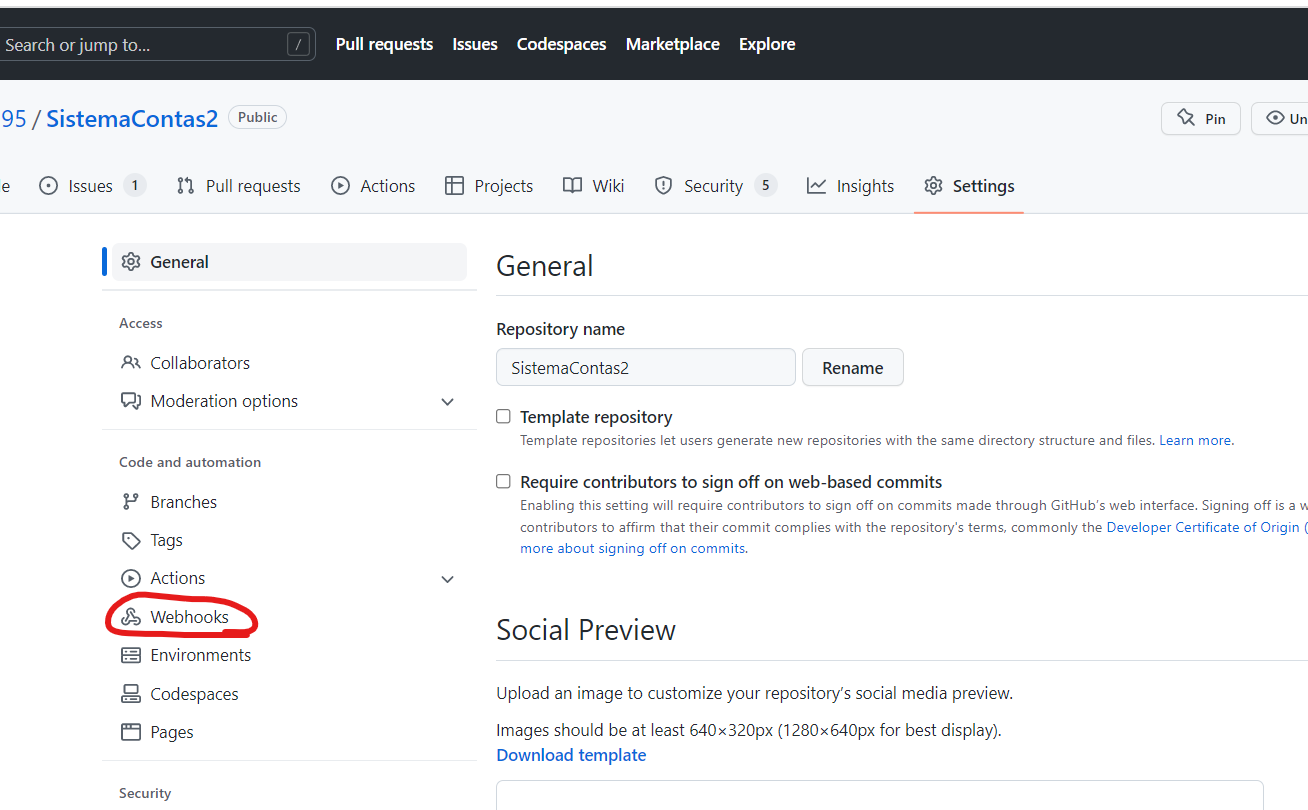 Search or jump to... / Pull requests Issues Codespaces Marketplace Explore
95 / SistemaContas2 Public Pin
Issues 1 Pull requests Actions Projects Wiki Security 5 Insights Settings
General
General
Access
Repository name
Collaborators
SistemaContas2 Rename
Moderation options
Template repository
Template repositories let users generate new repositories with the same directory structure and files. Learn more.
Code and automation
Require contributors to sign off on web-based commits
Branches
Enabling this setting will require contributors to sign off on commits made through GitHub's web interface. Signing off is a w
contributors to affirm that their commit complies with the repository's terms, commonly the Developer Certificate of Origin (
Tags
more about signing off on commits.
Actions
Webhooks
Social Preview
Environments
Codespaces
Upload an image to customize your repository's social media preview.
Pages
Images should be at least 640×320px (1280×640px for best display).
Download template
Security